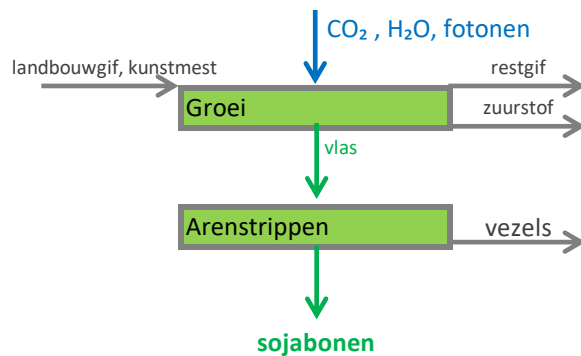 CO₂ , H₂O, fotonen
landbouwgif, kunstmest
restgif
Groei
zuurstof
vlas
Arenstrippen
vezels
sojabonen